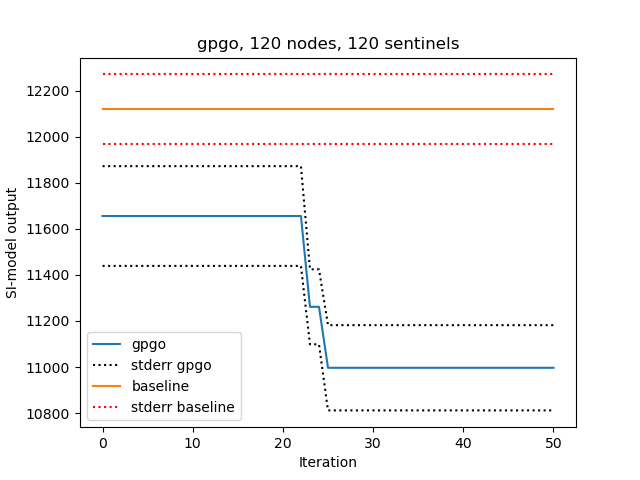 gpgo, 120 nodes, 120 sentinels
12200
12000
11800
11600
11400
11200
11000
10800
SI-model output
gpgo
stderr gpgo
baseline
stderr baseline
0 10 20 30 40 50
Iteration